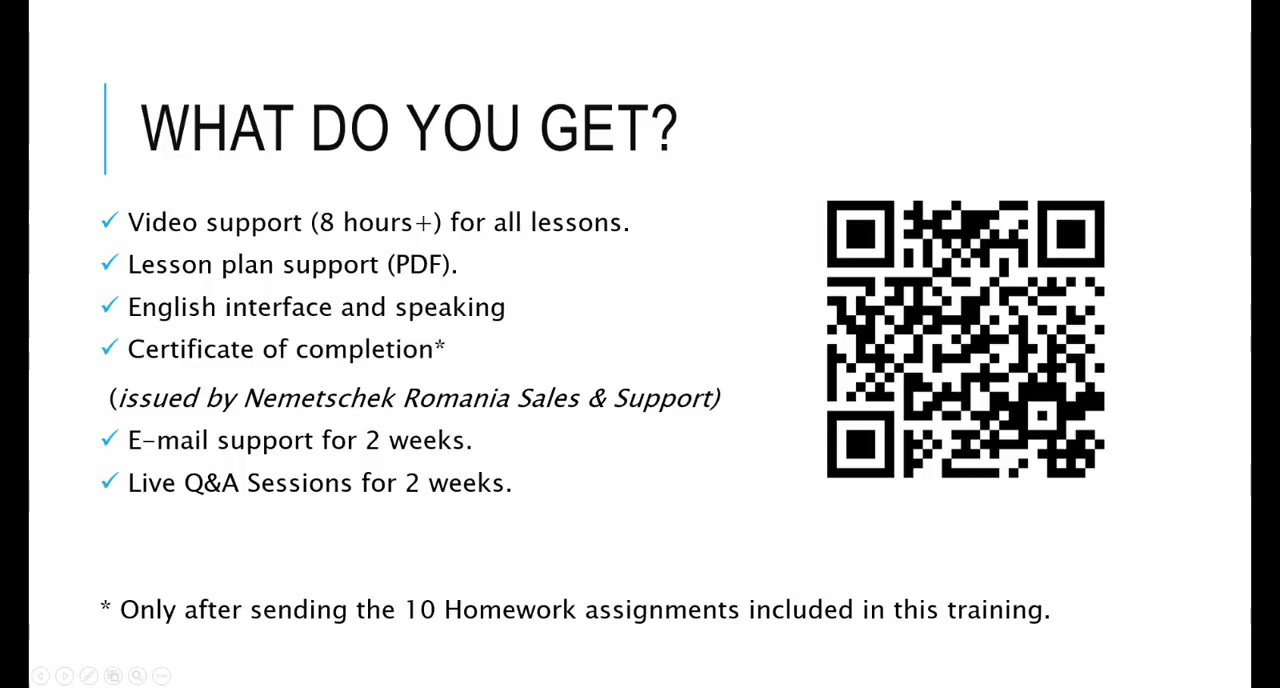 WHAT DO YOU GET?
✓ Video support (8 hours+) for all lessons.
✓ Lesson plan support (PDF).
✓ English interface and speaking
✓ Certificate of completion*
(issued by Nemetschek Romania Sales & Support)
✓ E-mail support for 2 weeks.
✓ Live Q&A Sessions for 2 weeks.
* Only after sending the 10 Homework assignments included in this training.